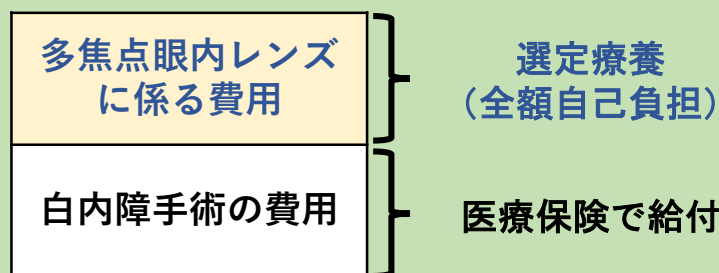 多焦点眼内レンズ
に係る費用
選定療養
（全額自己負担）
白内障手術の費用
医療保険で給付